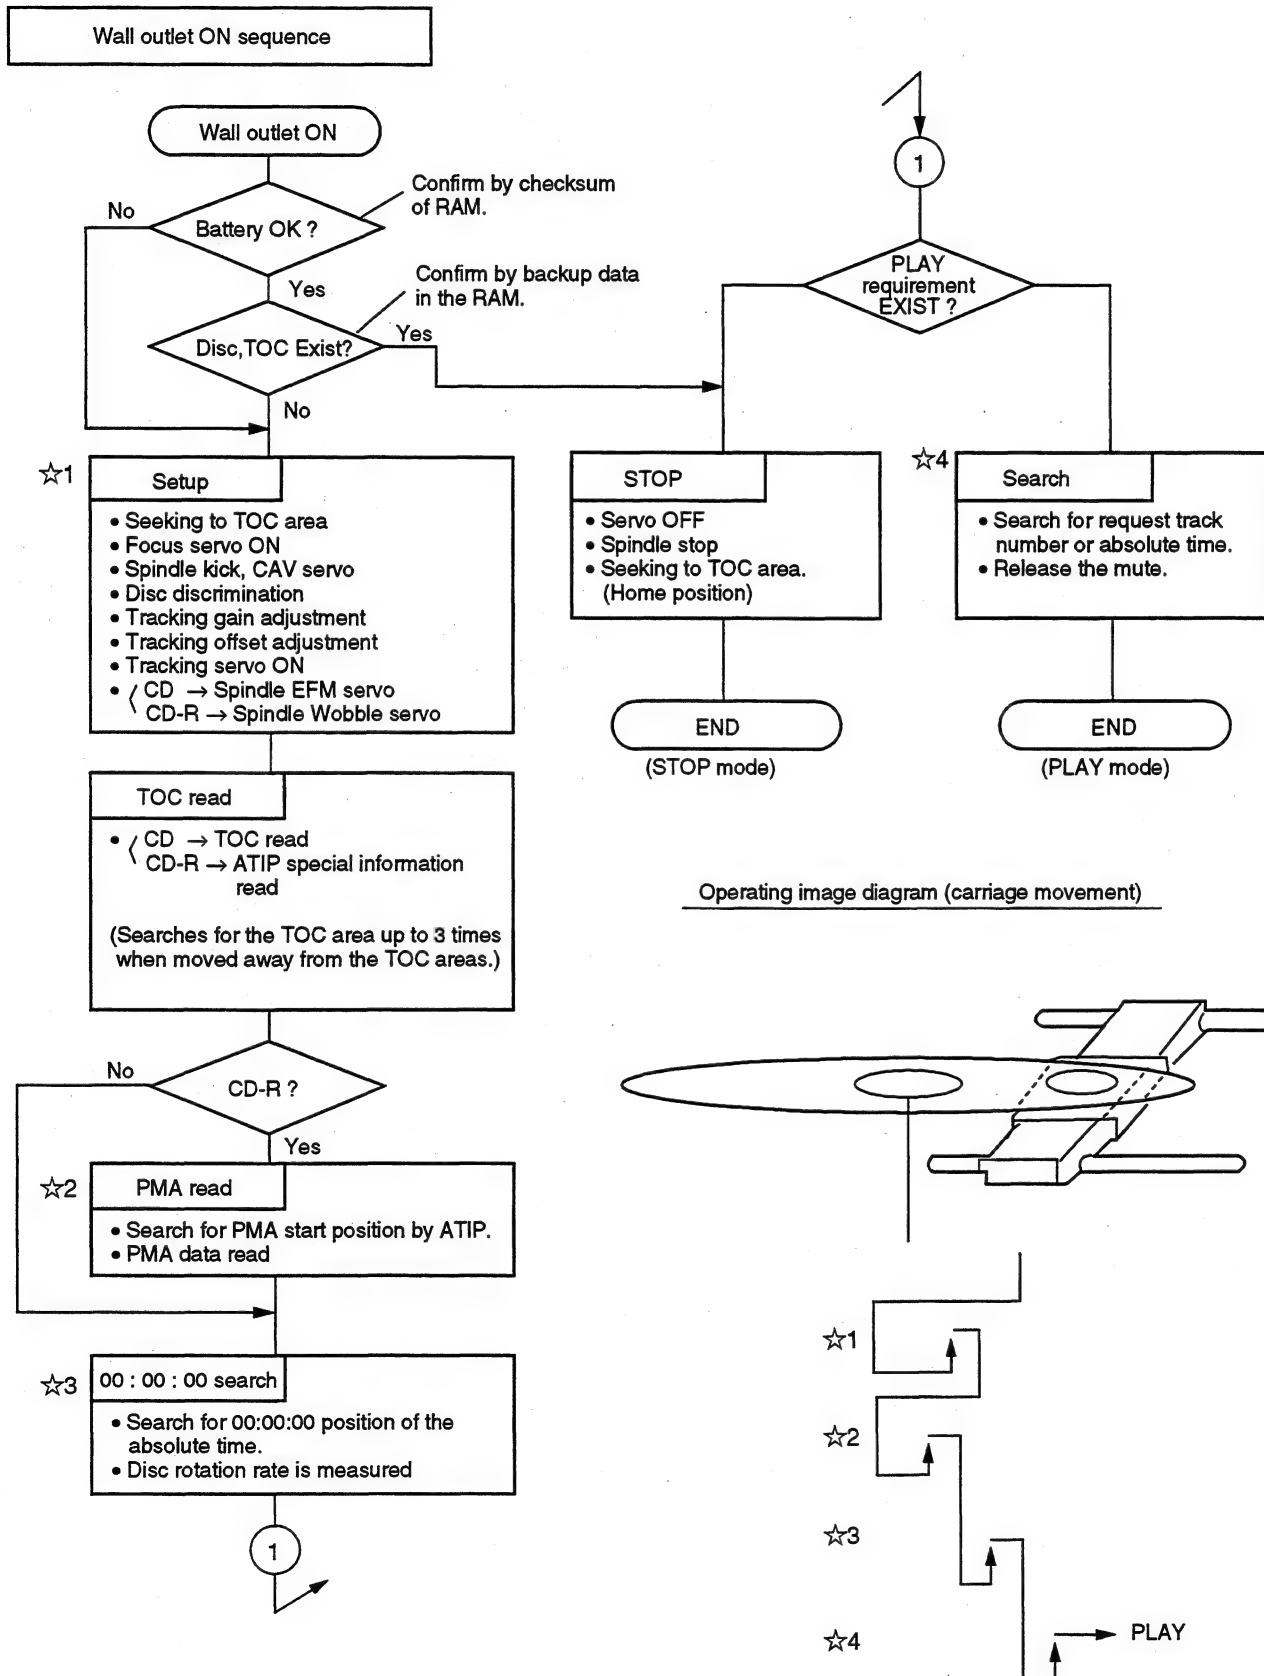 Wall outlet ON sequence
Wall outlet ON
Battery OK ?
No
Yes
Confirm by checksum
of RAM.
Confirm by backup data
in the RAM.
Disc,TOC Exist?
Yes
No
☆1
Setup
• Seeking to TOC area
• Focus servo ON
• Spindle kick, CAV servo
• Disc discrimination
• Tracking gain adjustment
• Tracking offset adjustment
• Tracking servo ON
• CD → Spindle EFM servo
CD-R → Spindle Wobble servo
TOC read
• CD → TOC read
CD-R → ATIP special information
read
(Searches for the TOC area up to 3 times
when moved away from the TOC areas.)
No
CD-R ?
Yes
☆2
PMA read
• Search for PMA start position by ATIP.
• PMA data read
☆3
00 : 00 : 00 search
• Search for 00:00:00 position of the
absolute time.
• Disc rotation rate is measured
1
1
PLAY
requirement
EXIST ?
STOP
• Servo OFF
• Spindle stop
• Seeking to TOC area.
(Home position)
END
(STOP mode)
☆4
Search
• Search for request track
number or absolute time.
• Release the mute.
END
(PLAY mode)
Operating image diagram (carriage movement)
☆1
☆2
☆3
☆4
PLAY